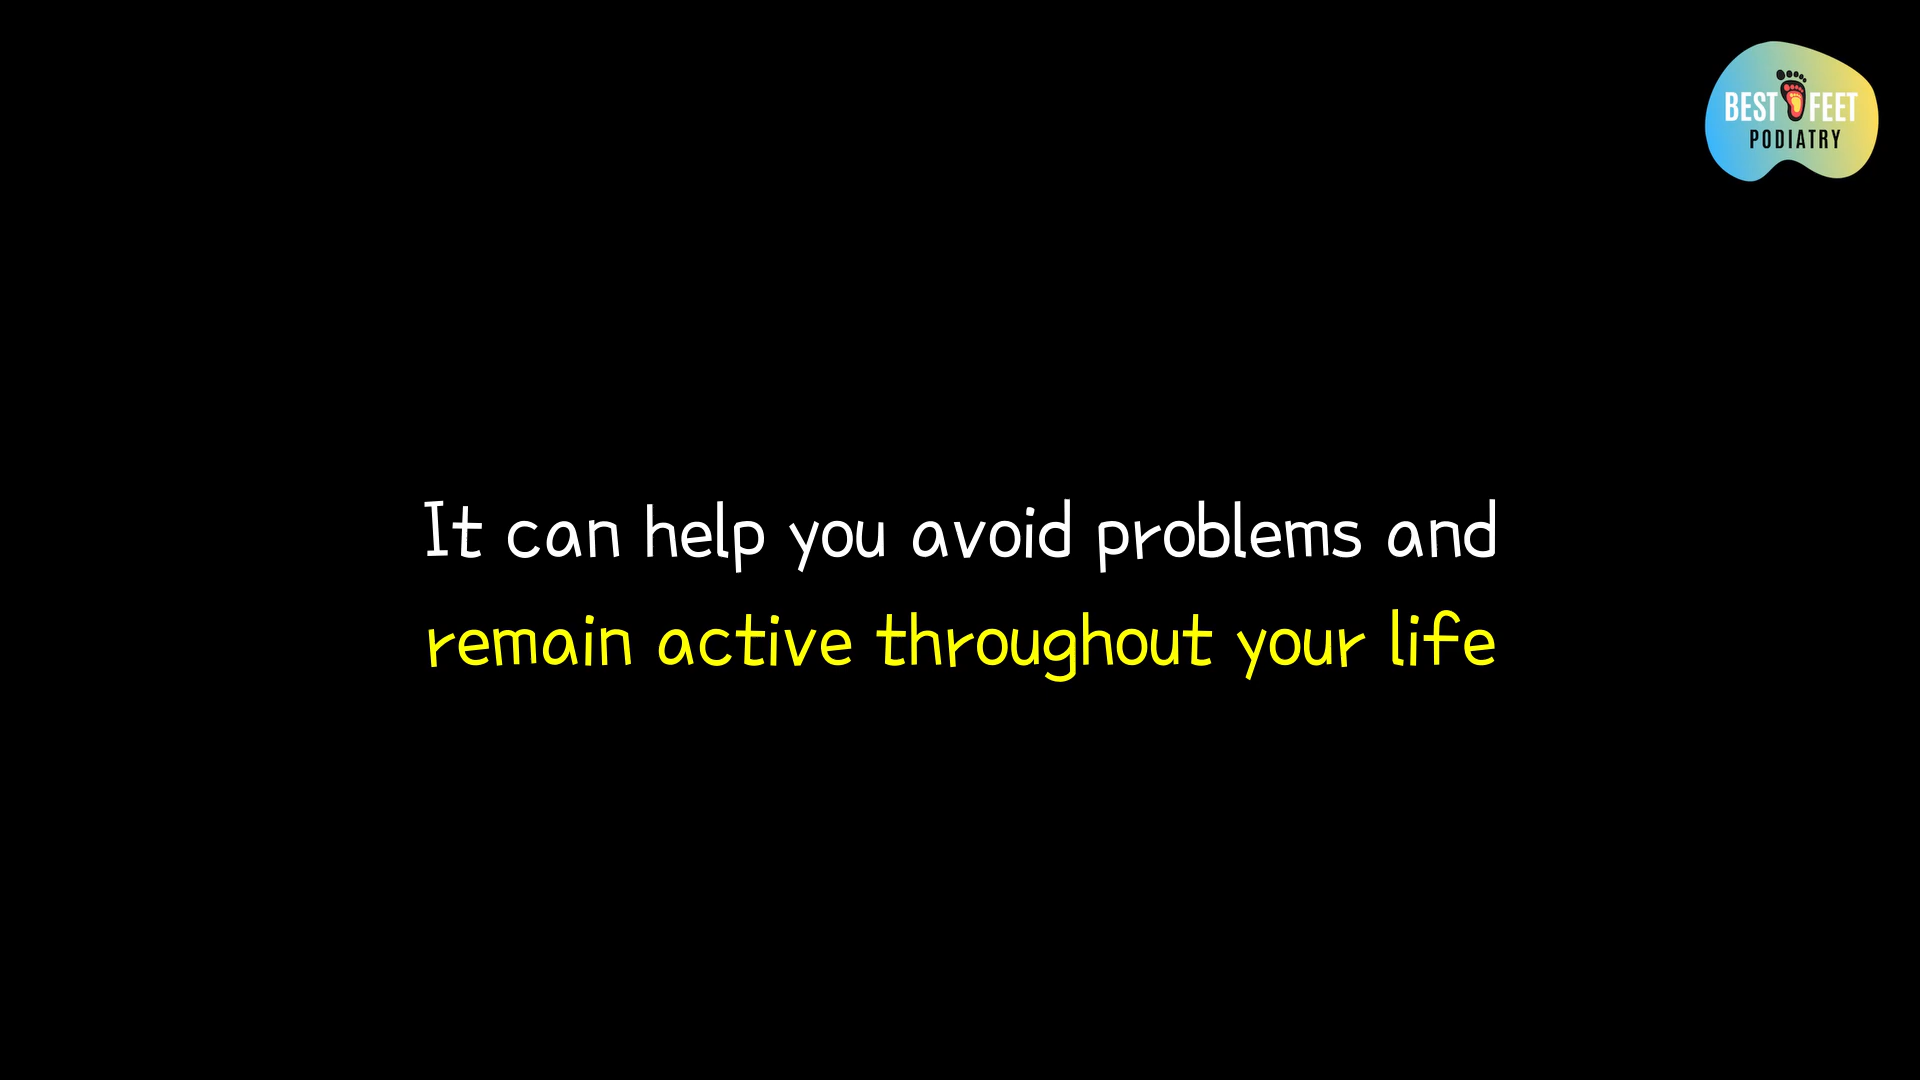 BEST FEET
PODIATRY
It can help you avoid problems and
remain active throughout your life